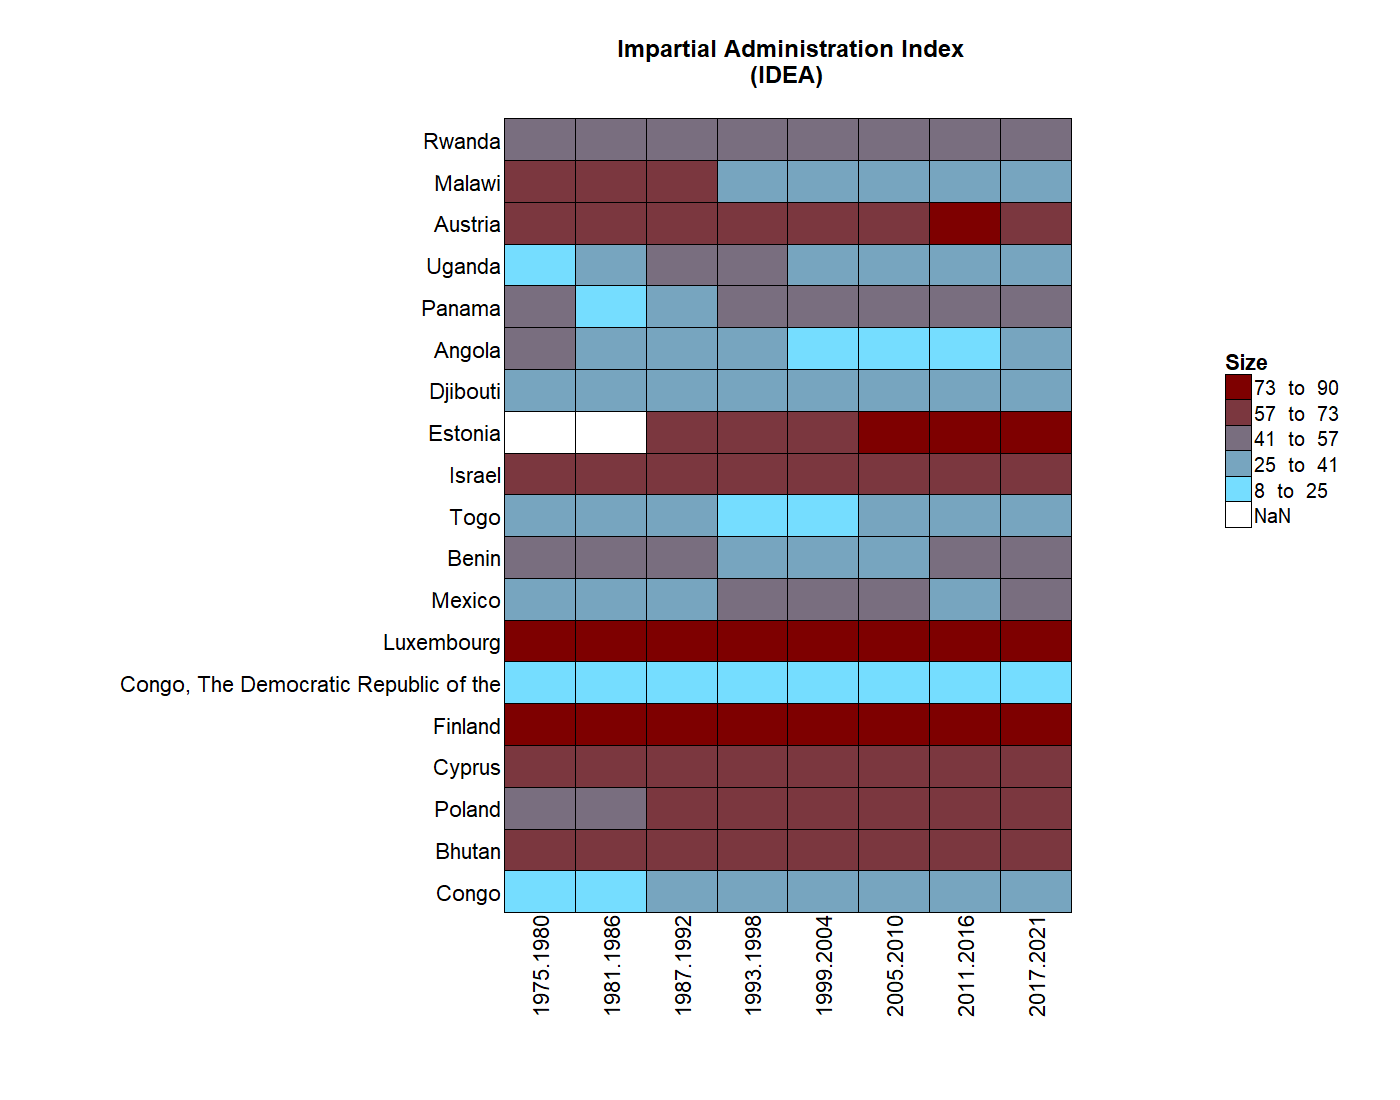 Impartial Administration Index
(IDEA)
Rwanda
Malawi
Austria
Uganda
Panama
Angola
Djibouti
Estonia
Israel
Togo
Benin
Mexico
Luxembourg
Congo, The Democratic Republic of the
Finland
Cyprus
Poland
Bhutan
Congo
1975.1980
1981.1986
1987.1992
1993.1998
1999.2004
2005.2010
2011.2016
2017.2021
Size
73 to 90
57 to 73
41 to 57
25 to 41
8 to 25
NaN